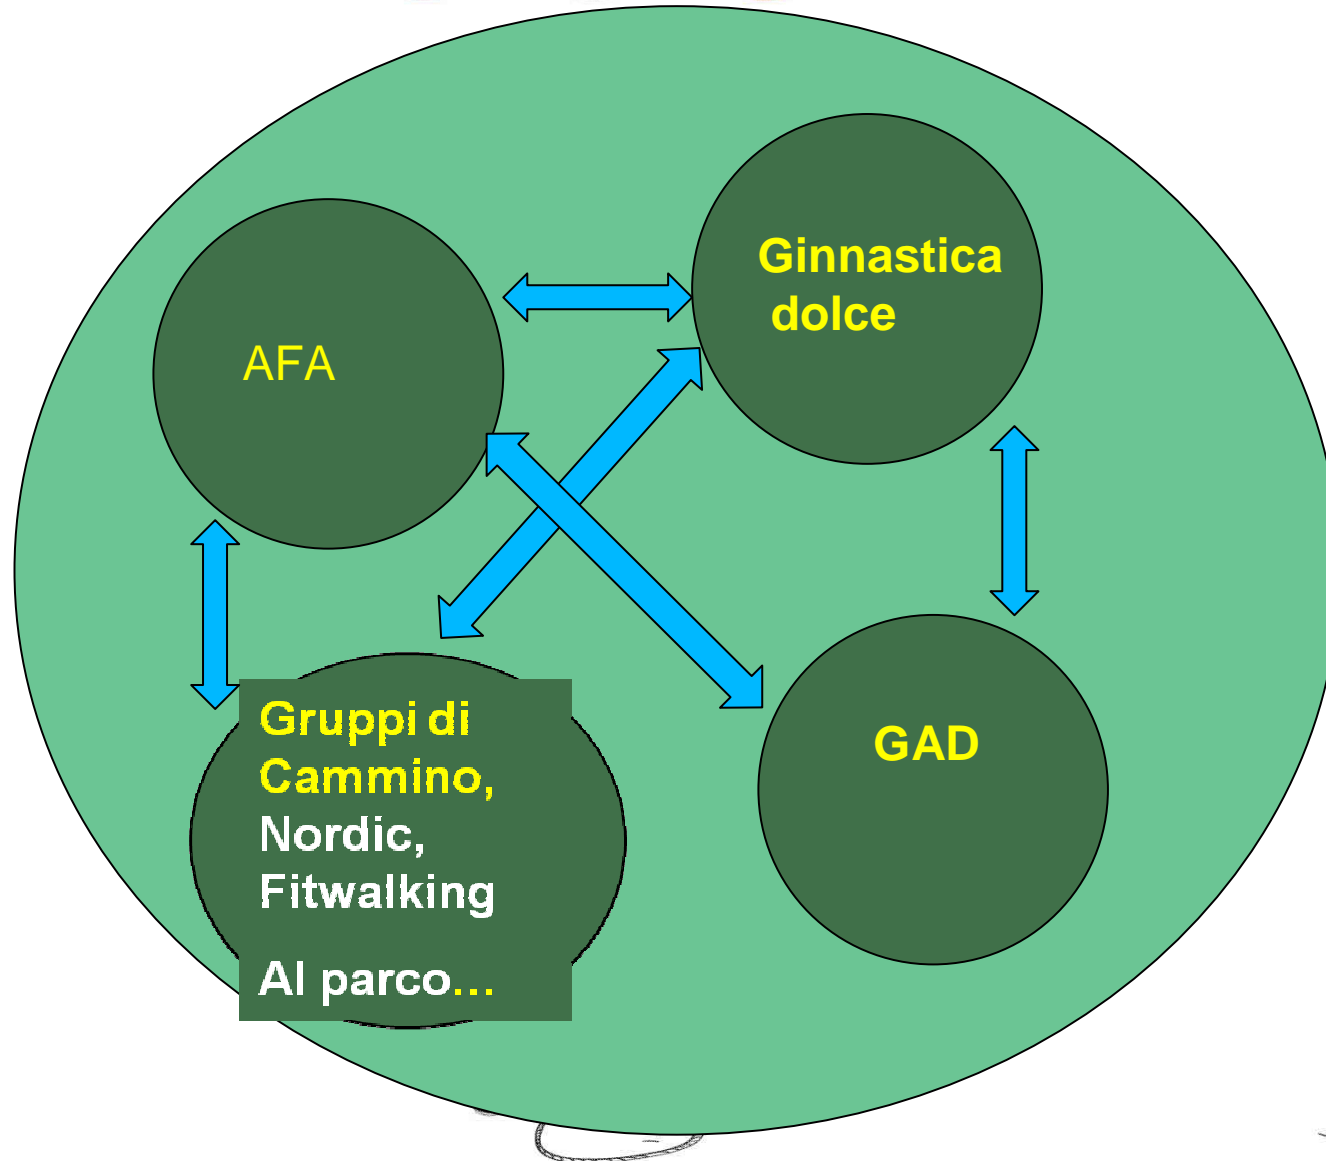 Ginnastica
dolce
AFA
Gruppi di
Cammino,
Nordic,
Fitwalking
Al parco...
GAD